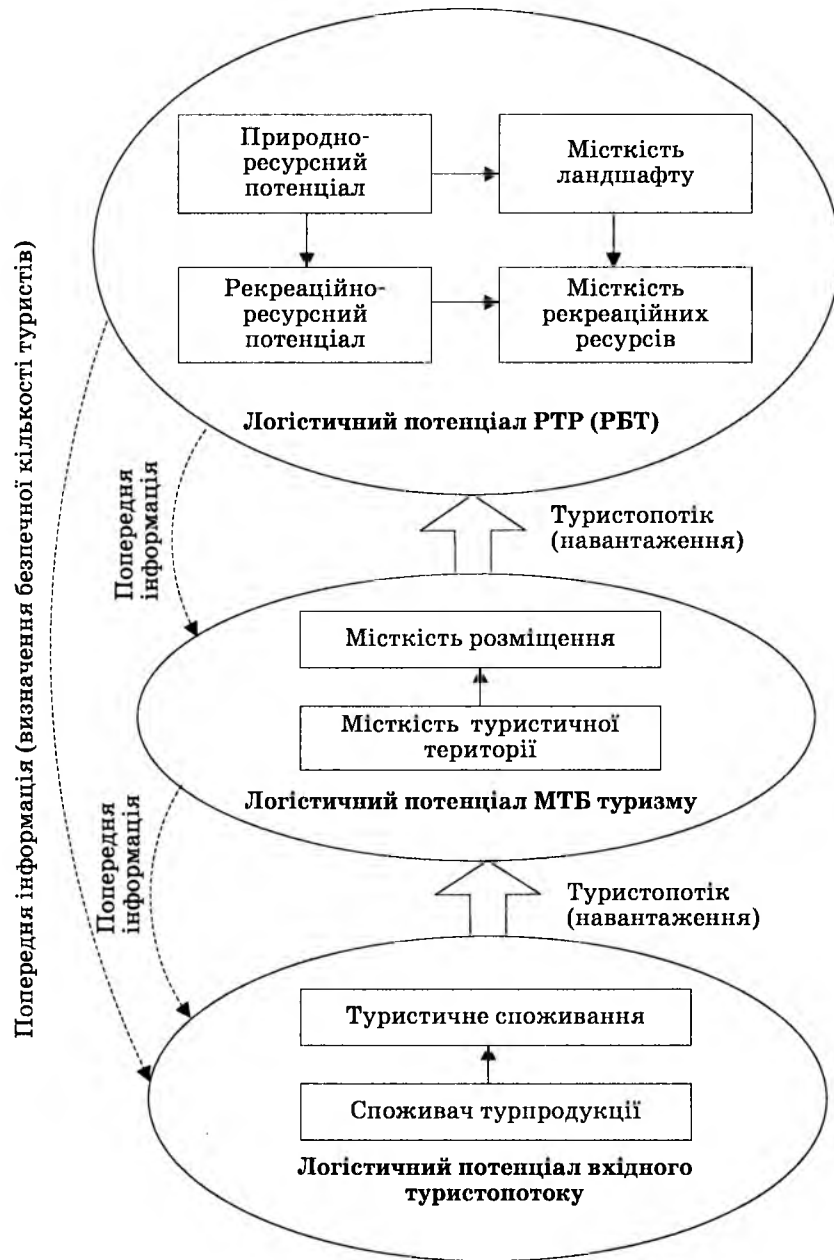 Природно-
ресурсний
потенціал
Місткість
ландшафту
Рекреаційно-
ресурсний
потенціал
Місткість
рекреаційних
ресурсів
Логістичний потенціал РТР (РБТ)
Попередня інформація (визначення безпечної кількості туристів)
Попередня
інформація
Туристопотік
(навантаження)
Місткість розміщення
Місткість туристичної
території
Логістичний потенціал МТБ туризму
Попередня
інформація
Туристопотік
(навантаження)
Туристичне споживання
Споживач турпродукції
Логістичний потенціал вхідного
туристопотоку